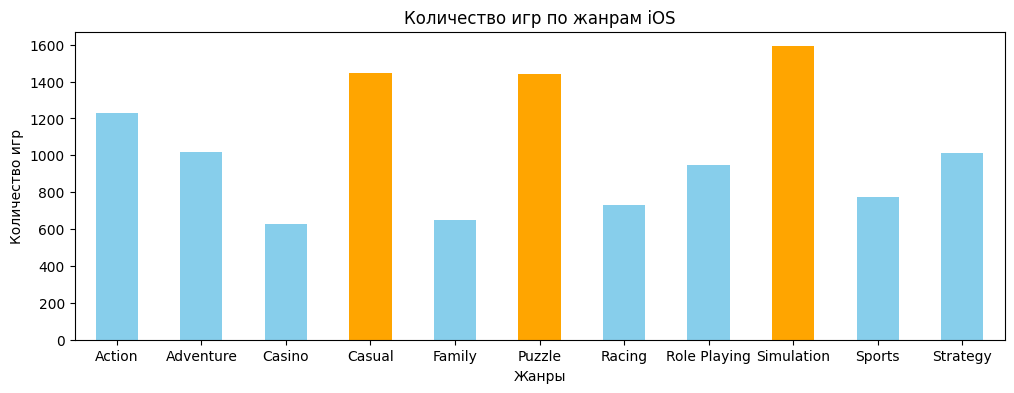 Количество игр по жанрам iOS
Количество игр
1600
1400
1200
1000
800
600
400
200
0
Action Adventure Casino Casual Family Puzzle Racing Role Playing Simulation Sports Strategy
Жанры